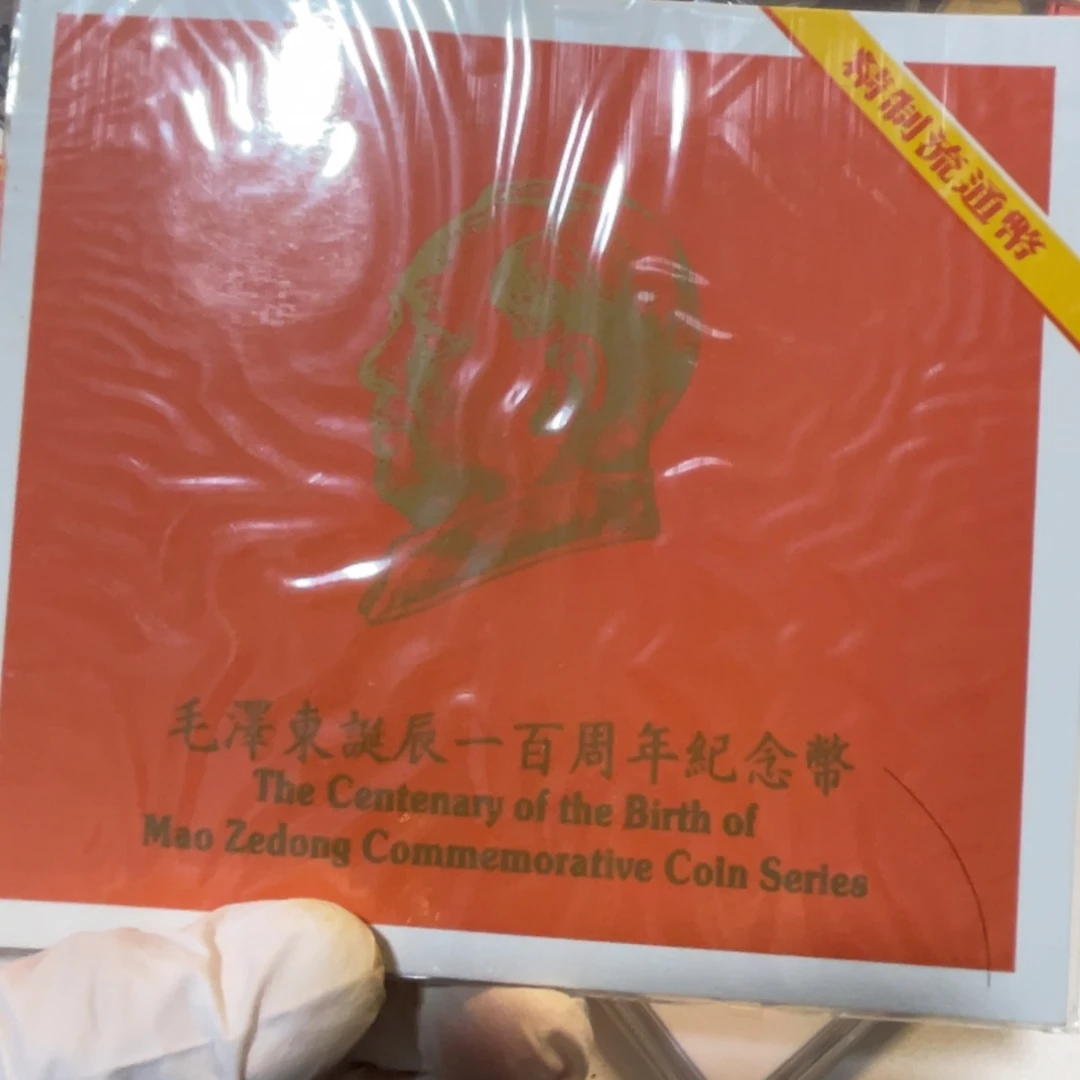 精制流通幣
毛澤東誕辰一百周年紀念幣
The Centenary of the Birth of
Mao Zedong Commemorative Coin Series